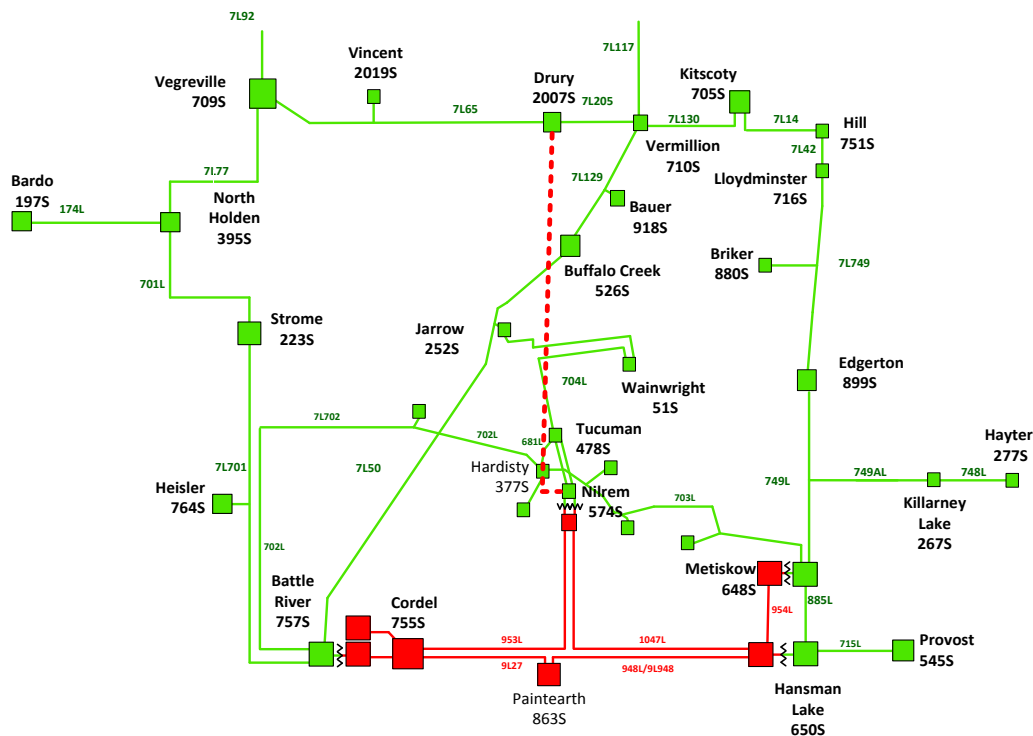 7L92
7L117
Vincent
2019S
Drury
2007S
Kitscoty
705S
Vegreville
709S
7L65
7L205
7L130
7L14
Hill
751S
Vermillion
710S
7L42
Lloydminster
716S
7L77
7L129
Bardo
197S
174L
North
Holden
395S
Bauer
918S
Buffalo Creek
526S
Briker
880S
7L749
701L
Strome
223S
Jarrow
252S
Wainwright
51S
704L
Edgerton
899S
7L702
702L
681L
Tucuman
478S
Hardisty
377S
Hayter
277S
7L701
7L50
749L
749AL
748L
Heisler
764S
Nilrem
574S
703L
Killarney
Lake
267S
702L
Battle
River
757S
Cordel
755S
Metiskow
648S
954L
885L
953L
1047L
715L
Provost
545S
9L27
948L/9L948
Paintearth
863S
Hansman
Lake
650S